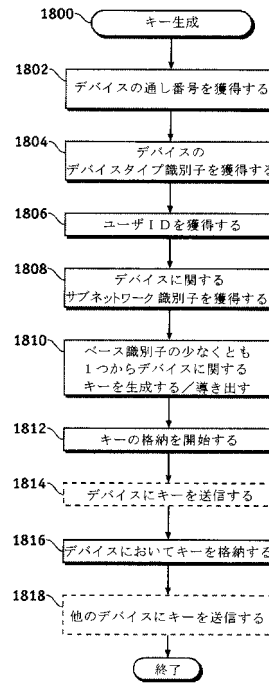 1800
キー生成
1802
デバイスの通し番号を獲得する
1804
デバイスの
デバイスタイプ識別子を獲得する
1806
ユーザIDを獲得する
1808
デバイスに関する
サブネットワーク識別子を獲得する
1810
ベース識別子の少なくとも
1つからデバイスに関する
キーを生成する／導き出す
1812
キーの格納を開始する
1814
デバイスにキーを送信する
1816
デバイスにおいてキーを格納する
1818
他のデバイスにキーを送信する
終了